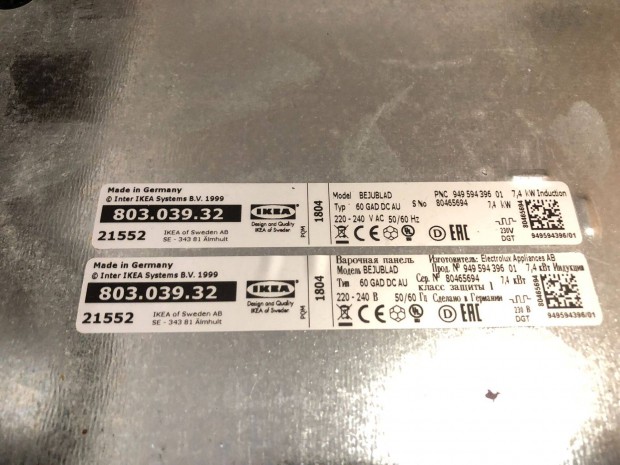 Made in Germany
© Inter IKEA Systems B.V. 1999
803.039.32
21552
IKEA of Sweden AB
SE - 343 81 Älmhult
IKEA
Design and Quality
IKEA of Sweden
PQM
1804
Model BEJUBLAD PNC 949 594 396 01 7,4 kW Induction
Typ 60 GAD DC AU S No 80465694 7,4 kW
220 - 240 V AC 50/60 Hz
CE D EAC
230V
DGT
80465694
949594396/01
Made in Germany
© Inter IKEA Systems B.V. 1999
803.039.32
21552
IKEA of Sweden AB
SE - 343 81 Älmhult
IKEA
Design and Quality
IKEA of Sweden
PQM
1804
Варочная панель Изготовитель: Electrolux Appliances AB
Модель BEJUBLAD Прод. № 949 594 396 01 7,4 кВт Индукция
Тип 60 GAD DC AU Сер. № 80465694 7,4 кВт
класс защиты I
220 - 240 В 50/60 Гц Сделано в Германии
CE D EAC
230 В
DGT
80465694
949594396/01